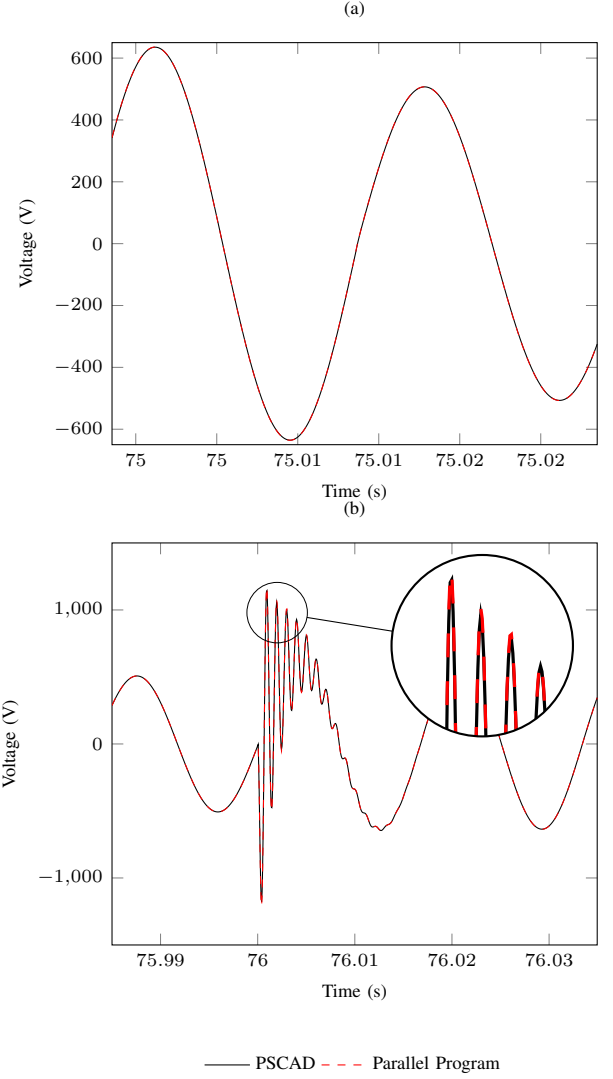 (a)
600
400
200
0
−200
−400
−600
Voltage (V)
75 75 75.01 75.01 75.02 75.02
Time (s)
(b)
1,000
0
−1,000
Voltage (V)
75.99 76 76.01 76.02 76.03
Time (s)
PSCAD Parallel Program